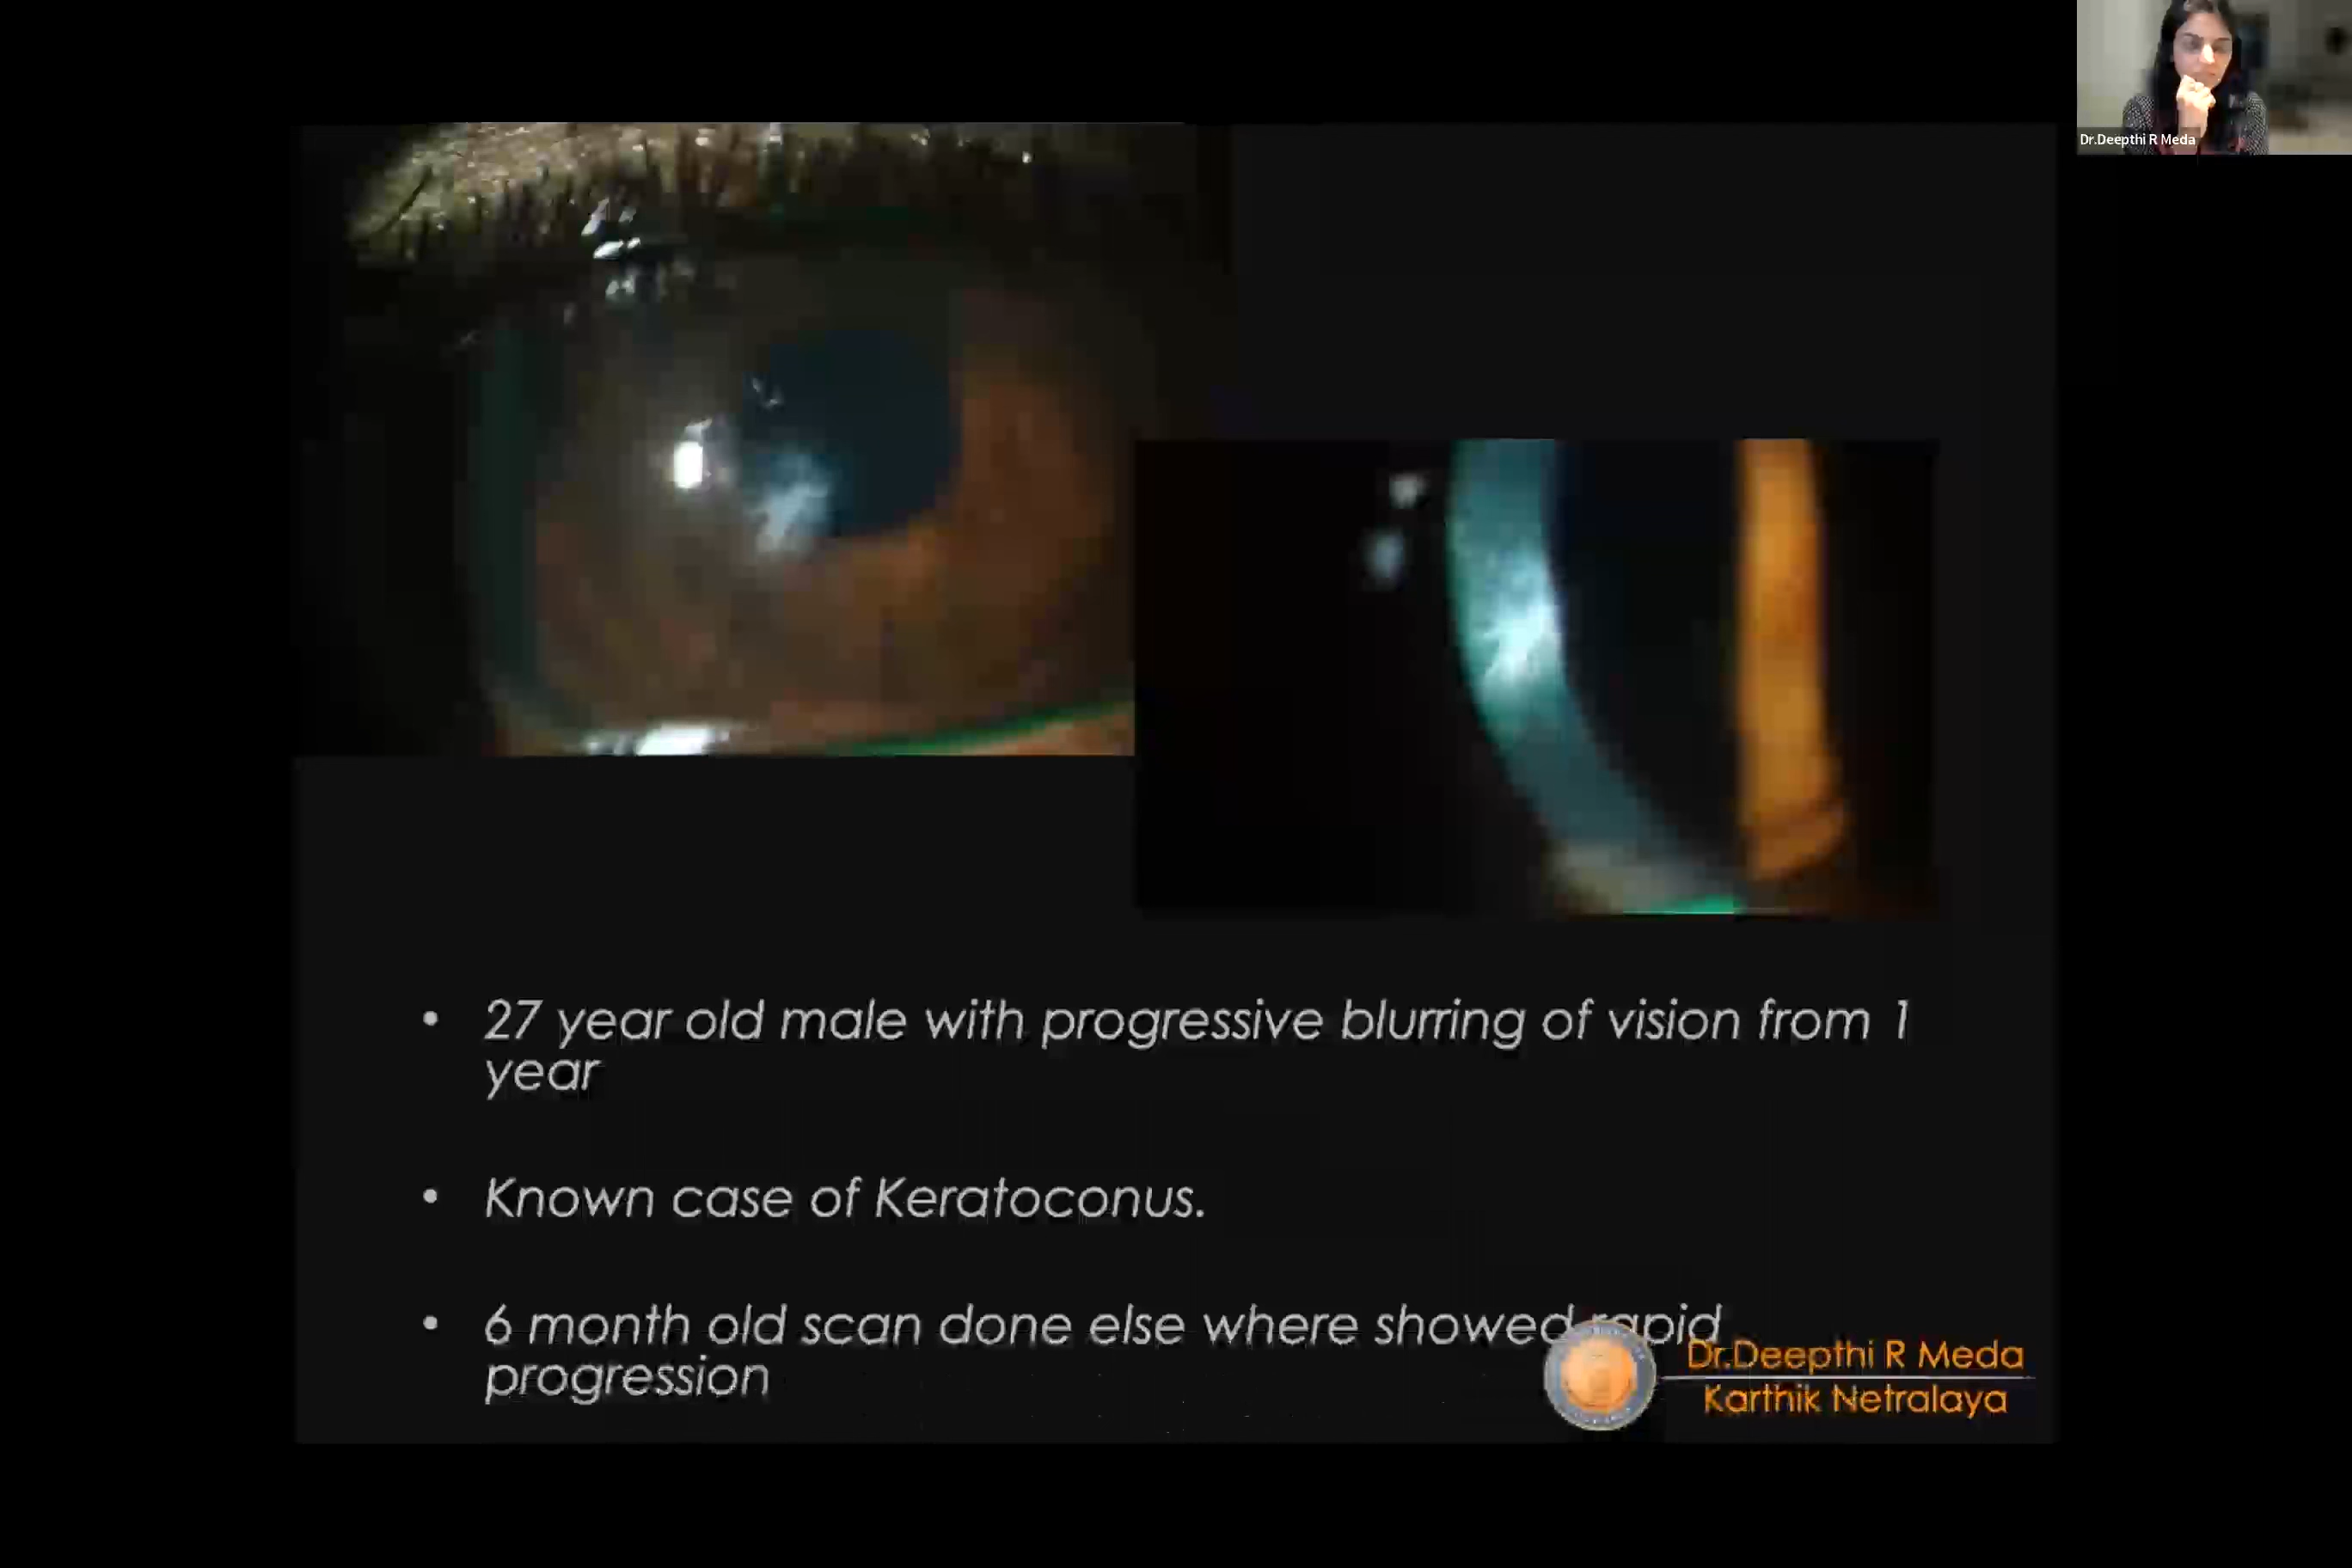 Dr.Deepthi R Meda
• 27 year old male with progressive blurring of vision from 1
year
• Known case of Keratoconus.
• 6 month old scan done else where showed rapid
progression
Dr.Deepthi R Meda
Karthik Netralaya